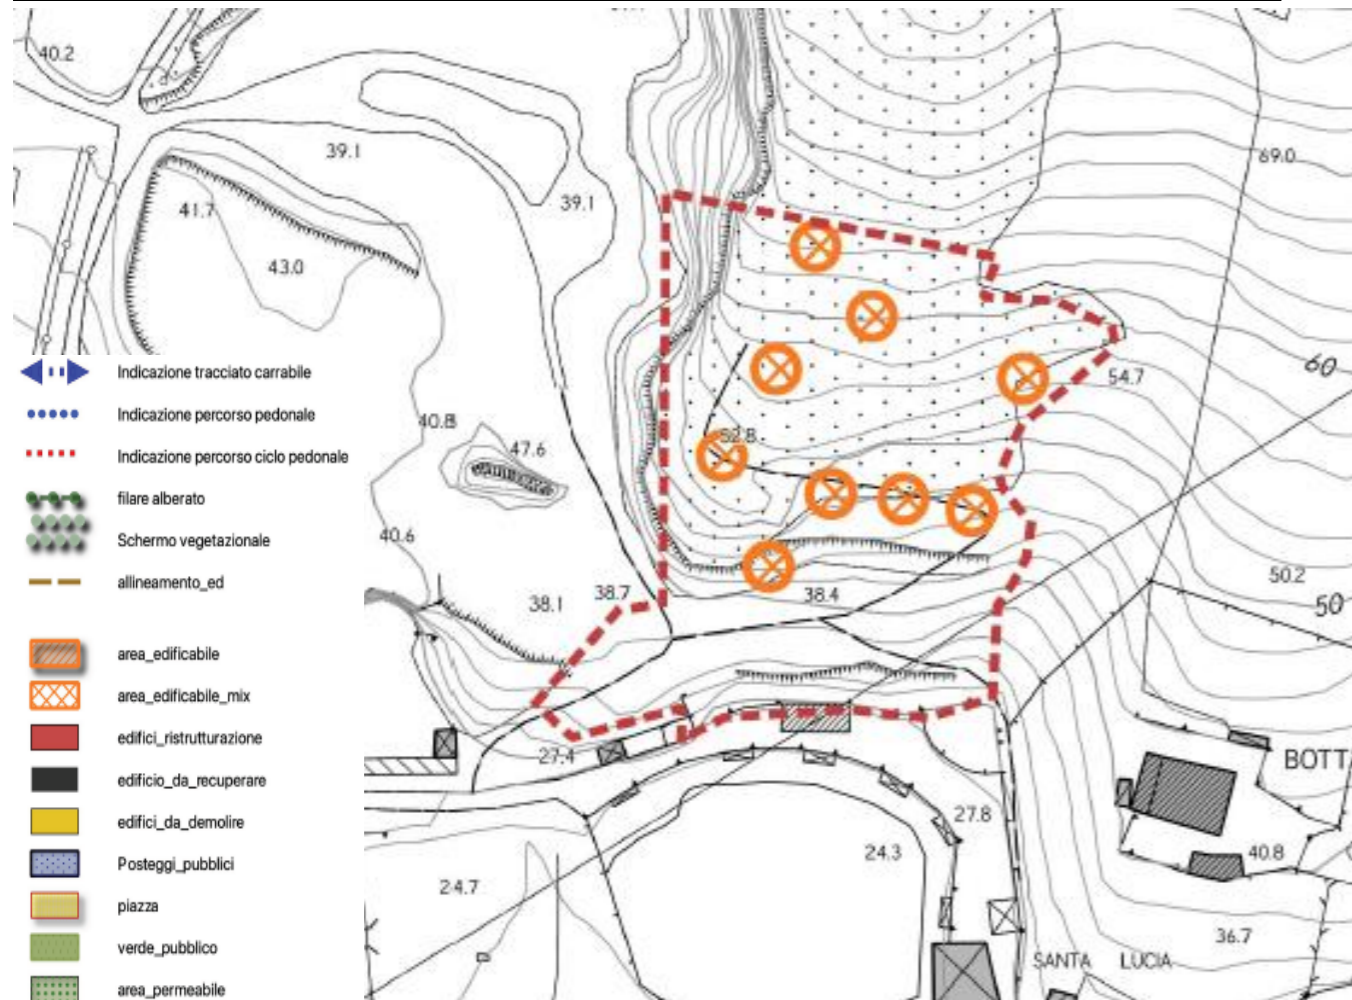 40.2
39.1
69.0
41.7
39.1
43.0
60
54.7
Indicazione tracciato carrabile
Indicazione percorso pedonale
40.8
52.8
Indicazione percorso ciclo pedonale
47.6
filare alberato
Schermo vegetazionale
40.6
allineamento_ed
50.2
38.7
38.4
38.1
50
area_edificabile
area_edificabile_mix
edifici_ristrutturazione
27.4
BOTT
edificio_da_recuperare
edifici_da_demolire
27.8
Posteggi_pubblici
24.3
40.8
24.7
piazza
verde_pubblico
36.7
SANTA LUCIA
area_permeabile